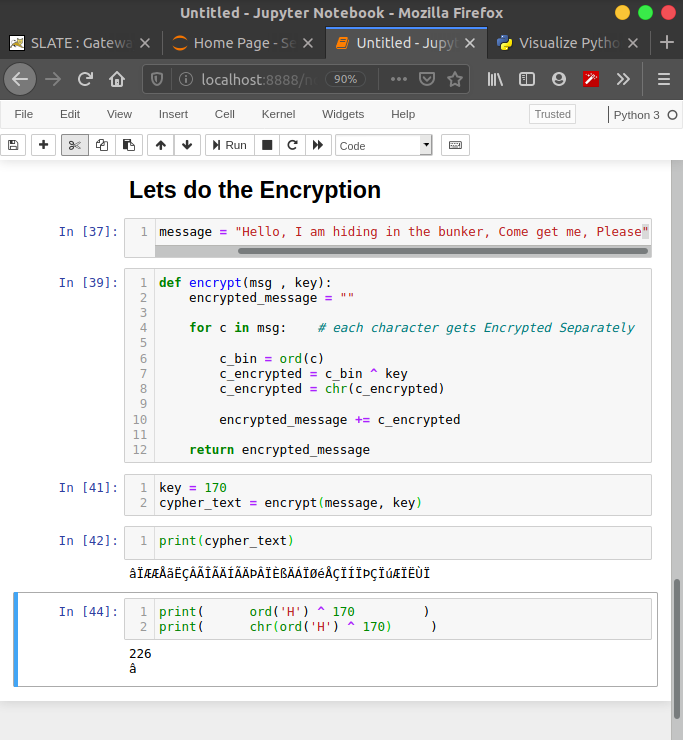 Untitled - Jupyter Notebook - Mozilla Firefox
SLATE : Gatewa
Home Page - Se
Untitled - Jupyt
Visualize Pytho
localhost:8888/n
90%
File Edit View Insert Cell Kernel Widgets Help Trusted Python 3
Run Code
Lets do the Encryption
In [37]: 1 message = "Hello, I am hiding in the bunker, Come get me, Please"
In [39]: 1 def encrypt(msg , key):
2     encrypted_message = ""
3
4     for c in msg:    # each character gets Encrypted Separately
5
6         c_bin = ord(c)
7         c_encrypted = c_bin ^ key
8         c_encrypted = chr(c_encrypted)
9
10         encrypted_message += c_encrypted
11
12     return encrypted_message
In [41]: 1 key = 170
2 cypher_text = encrypt(message, key)
In [42]: 1 print(cypher_text)
âÏÆÆÅãËÇÂÃÎÃÄÍÃÄÞÂÏÈßÄÁÏØéÅÇÏÍÏÞÇÏúÆÏËÙÏ
In [44]: 1 print(      ord('H') ^ 170         )
2 print(      chr(ord('H') ^ 170)     )
226
â